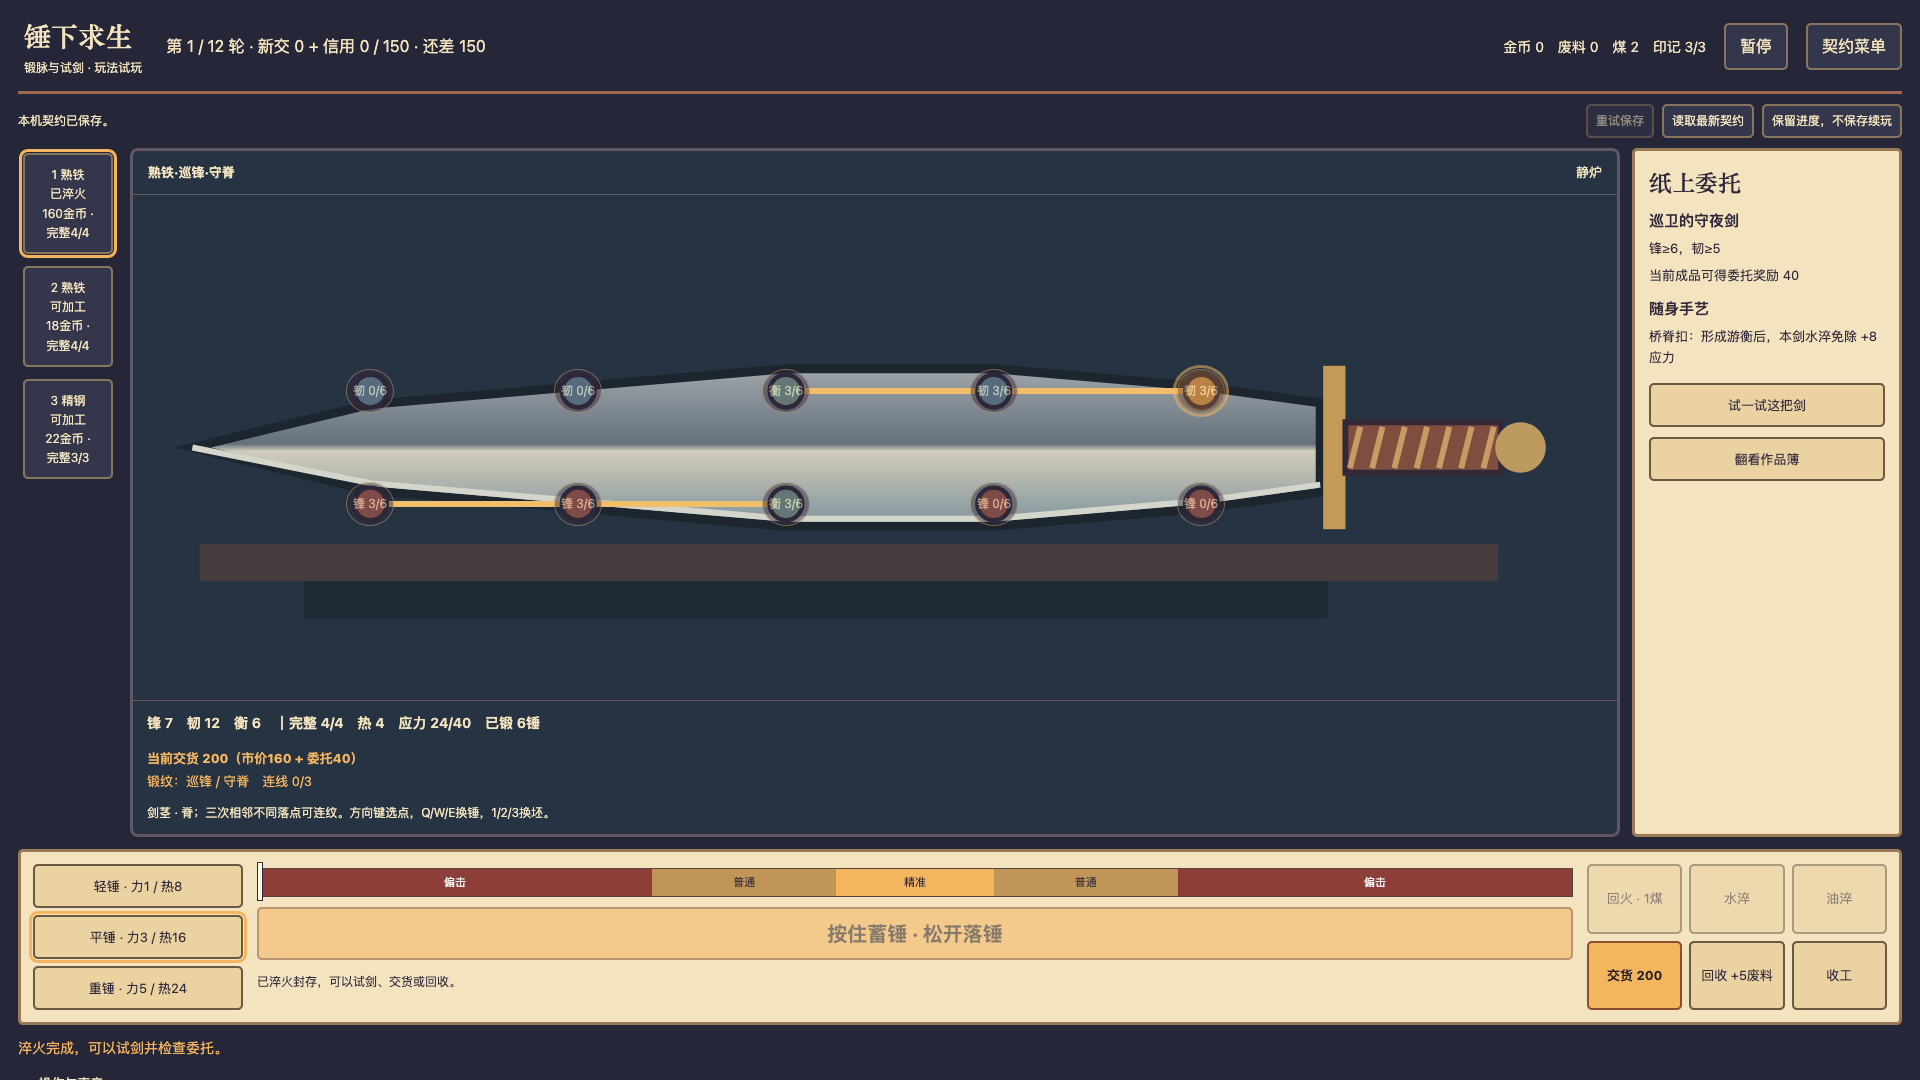 锤下求生
锻脉与试剑 · 玩法试玩
第 1 / 12 轮 · 新交 0 + 信用 0 / 150 · 还差 150
金币 0 废料 0 煤 2 印记 3/3
暂停
契约菜单
本机契约已保存。
重试保存
读取最新契约
保留进度，不保存续玩
1 熟铁
已淬火
160金币 ·
完整4/4
2 熟铁
可加工
18金币 ·
完整4/4
3 精钢
可加工
22金币 ·
完整3/3
熟铁·巡锋·守脊
静炉
韧 0/6
韧 0/6
衡 3/6
韧 3/6
韧 3/6
锋 3/6
锋 3/6
衡 3/6
锋 0/6
锋 0/6
锋 7 韧 12 衡 6 ｜完整 4/4 热 4 应力 24/40 已锻 6锤
当前交货 200（市价160 + 委托40）
锻纹：巡锋 / 守脊 连线 0/3
剑茎 · 脊；三次相邻不同落点可连纹。方向键选点，Q/W/E换锤，1/2/3换坯。
纸上委托
巡卫的守夜剑
锋≥6，韧≥5
当前成品可得委托奖励 40
随身手艺
桥脊扣：形成游衡后，本剑水淬免除 +8
应力
试一试这把剑
翻看作品簿
轻锤 · 力1 / 热8
平锤 · 力3 / 热16
重锤 · 力5 / 热24
偏击
普通
精准
普通
偏击
按住蓄锤 · 松开落锤
已淬火封存，可以试剑、交货或回收。
回火 · 1煤
水淬
油淬
交货 200
回收 +5废料
收工
淬火完成，可以试剑并检查委托。